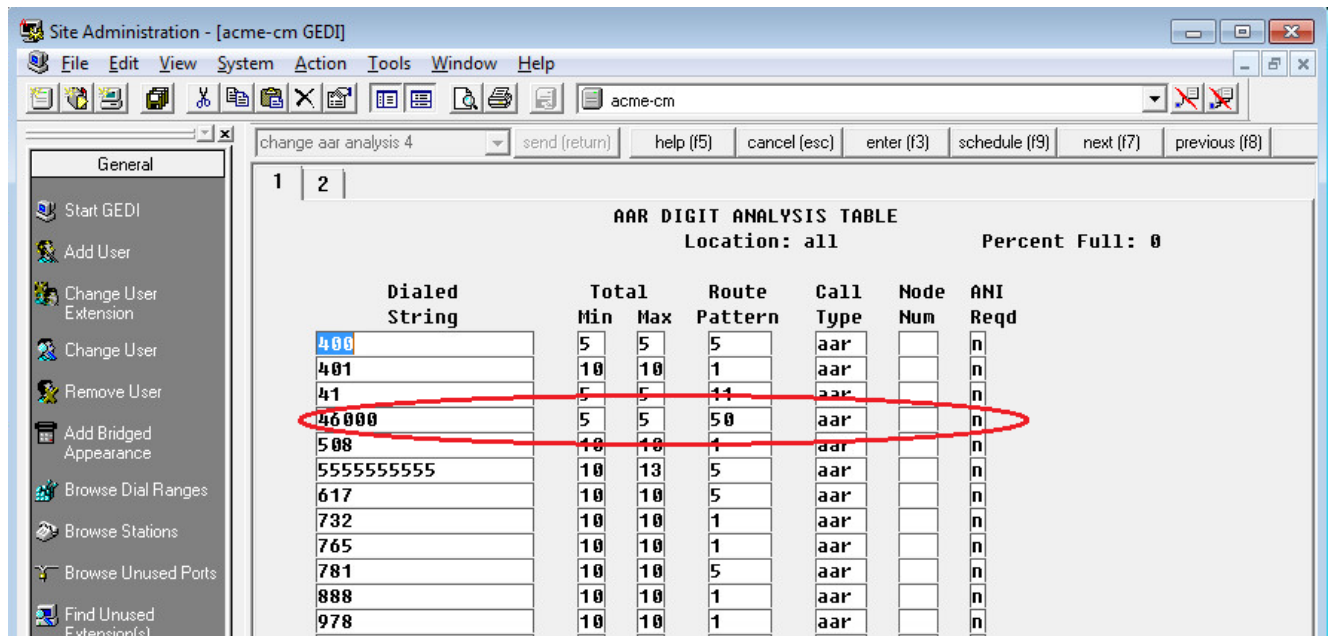 Site Administration - [acme-cm GEDI]
File Edit View System Action Tools Window Help
acme-cm
change aar analysis 4 send (return) help (f5) cancel (esc) enter (f3) schedule (f9) next (f7) previous (f8)
General
Start GEDI
Add User
Change User
Extension
Change User
Remove User
Add Bridged
Appearance
Browse Dial Ranges
Browse Stations
Browse Unused Ports
Find Unused
Extension(s)
1 2
AAR DIGIT ANALYSIS TABLE
Location: all Percent Full: 0
Dialed Total Route Call Node ANI
String Min Max Pattern Type Num Reqd
400 5 5 5 aar n
401 10 10 1 aar n
41 5 5 11 aar n
46000 5 5 50 aar n
508 10 10 1 aar n
5555555555 10 13 5 aar n
617 10 10 5 aar n
732 10 10 1 aar n
765 10 10 1 aar n
781 10 10 5 aar n
888 10 10 1 aar n
978 10 10 1 aar n